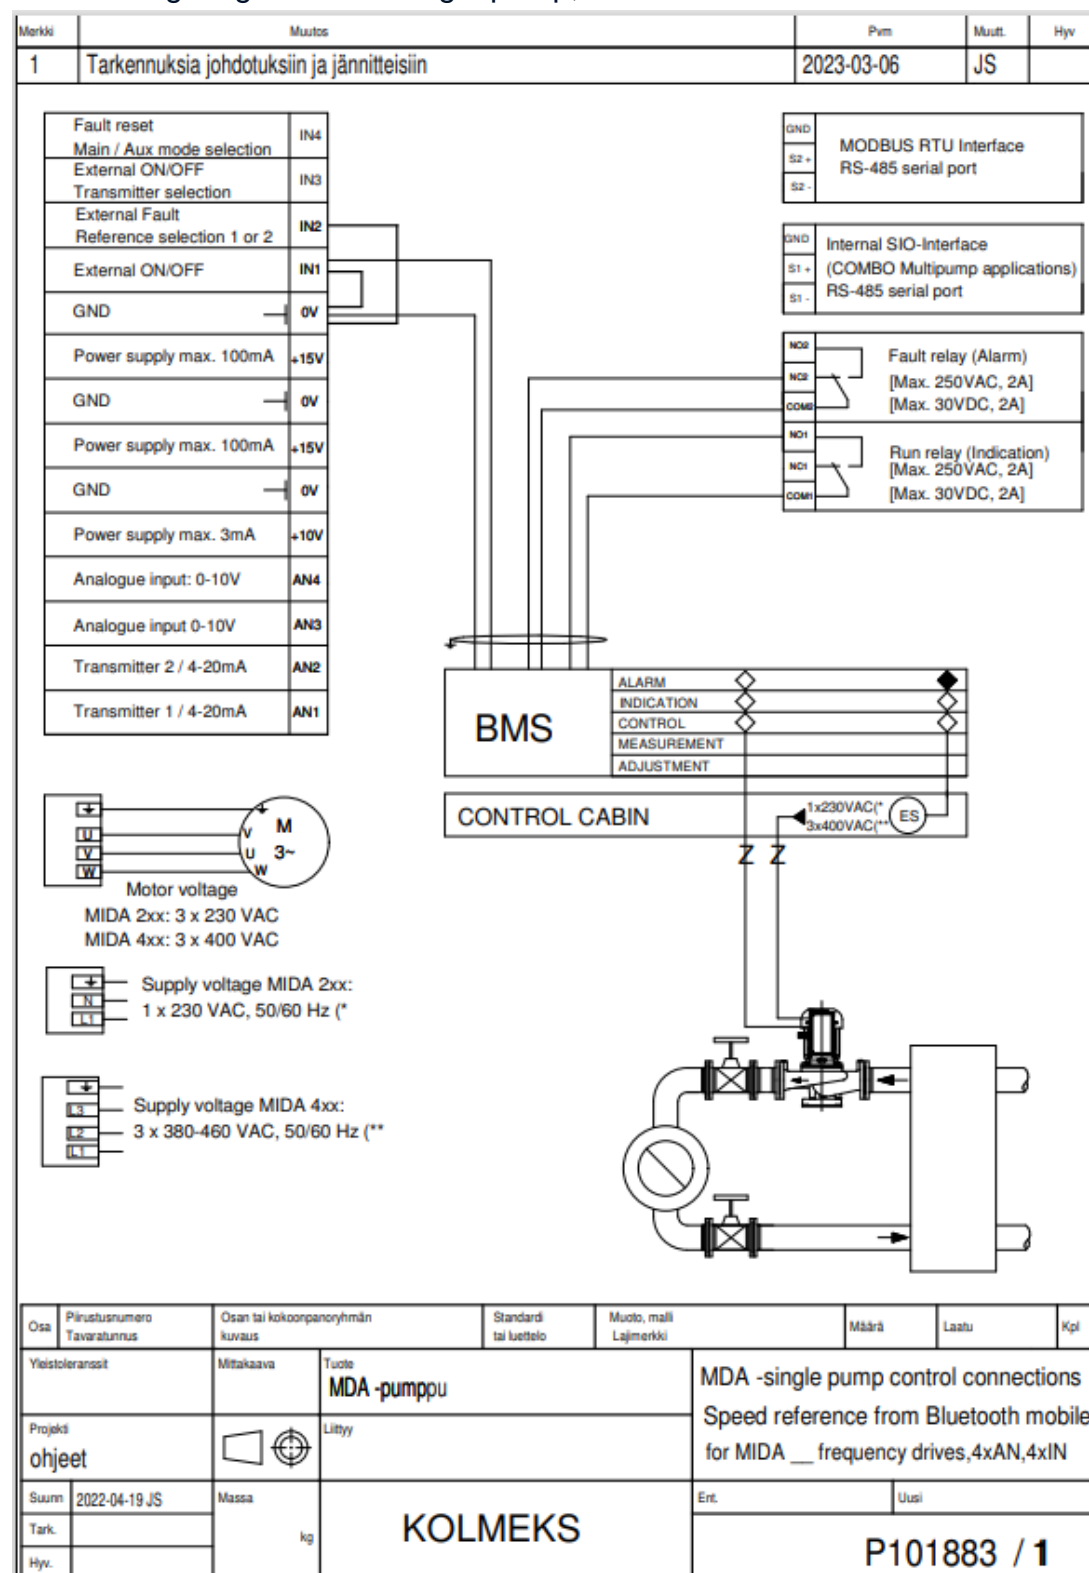 Merkki Muutos Pvm Muutt. Hyv
1 Tarkennuksia johdotuksiin ja jännitteisiin 2023-03-06 JS
Fault reset
Main / Aux mode selection IN4
External ON/OFF
Transmitter selection IN3
External Fault
Reference selection 1 or 2 IN2
External ON/OFF IN1
GND 0V
Power supply max. 100mA +15V
GND 0V
Power supply max. 100mA +15V
GND 0V
Power supply max. 3mA +10V
Analogue input: 0-10V AN4
Analogue input 0-10V AN3
Transmitter 2 / 4-20mA AN2
Transmitter 1 / 4-20mA AN1
GND
S2 +
S2 -
MODBUS RTU Interface
RS-485 serial port
GND
S1 +
S1 -
Internal SIO-Interface
(COMBO Multipump applications)
RS-485 serial port
NO2
NC2
COM2
Fault relay (Alarm)
[Max. 250VAC, 2A]
[Max. 30VDC, 2A]
NO1
NC1
COM1
Run relay (Indication)
[Max. 250VAC, 2A]
[Max. 30VDC, 2A]
BMS
ALARM
INDICATION
CONTROL
MEASUREMENT
ADJUSTMENT
CONTROL CABIN
1x230VAC(*
3x400VAC(**
ES
Z Z
U
V
W
V
U
W
M
3~
Motor voltage
MIDA 2xx: 3 x 230 VAC
MIDA 4xx: 3 x 400 VAC
N
L1
Supply voltage MIDA 2xx:
1 x 230 VAC, 50/60 Hz (*
L3
L2
L1
Supply voltage MIDA 4xx:
3 x 380-460 VAC, 50/60 Hz (**
Osa
Piirustusnumero
Tavaratunnus
Osan tai kokoonpanoryhmän
kuvaus
Standardi
tai luettelo
Muoto, malli
Lajimerkki
Määrä
Laatu
Kpl
Yleistoleranssit
Mittakaava
Tuote
MDA -pumppu
MDA -single pump control connections
Speed reference from Bluetooth mobile
for MIDA __ frequency drives,4xAN,4xIN
Projekti
ohjeet
Liittyy
Suunn 2022-04-19 JS
Tark.
Hyv.
Massa
kg
KOLMEKS
Ent.
Uusi
P101883 / 1